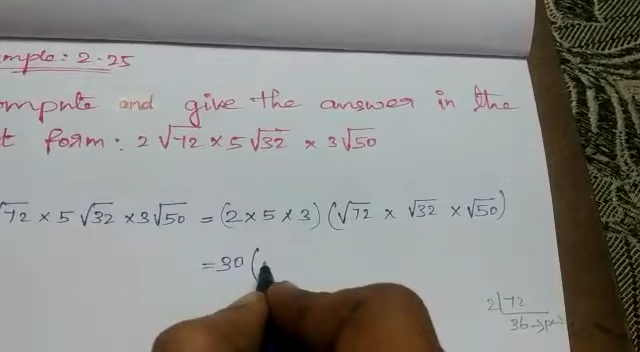 mple: 2.25
ompute and give the answer in the
t form: 2√72 × 5√32 × 3√50
√72 × 5√32 × 3√50 = (2×5×3)(√72 × √32 × √50)
= 30 (
2 | 72
36 →